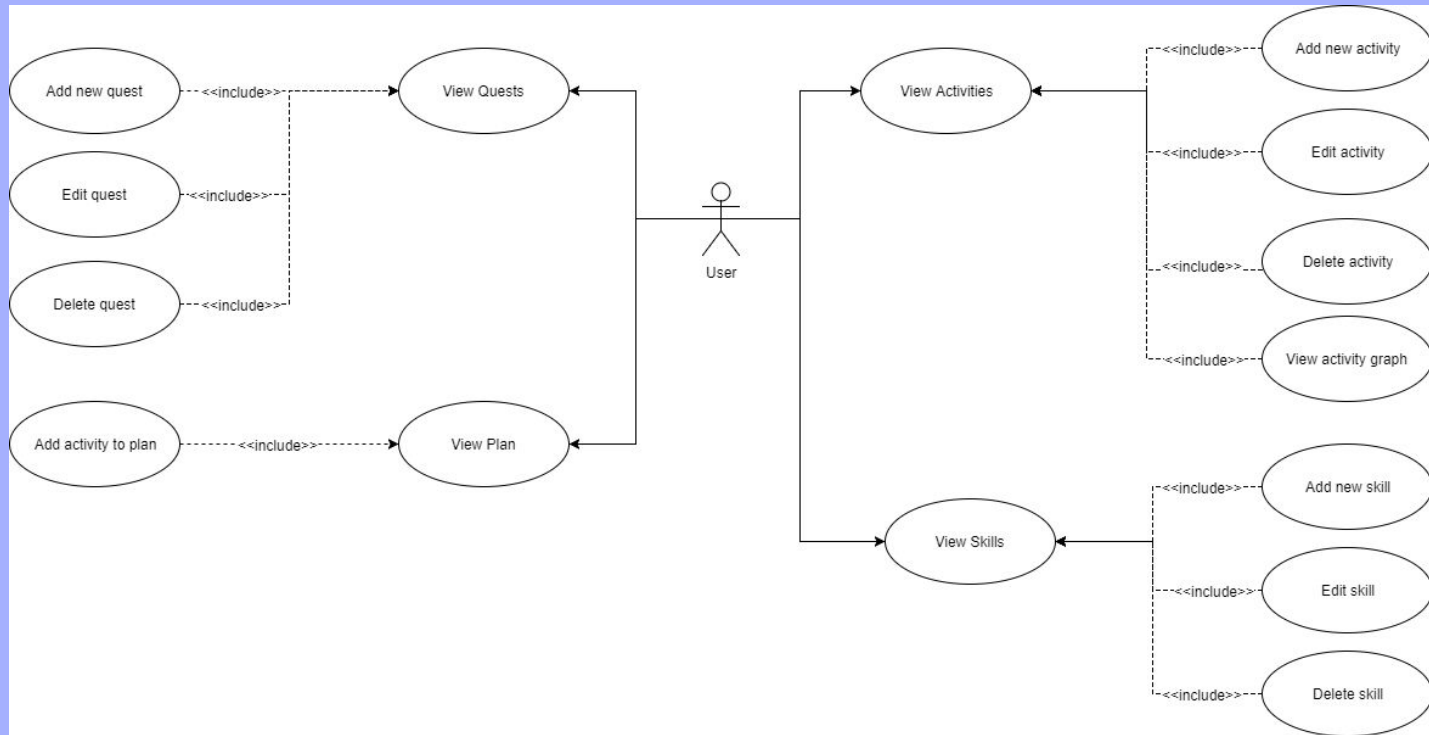 Add new quest
<<include>>
View Quests
View Activities
<<include>>
Add new activity
Edit quest
<<include>>
<<include>>
Edit activity
User
Delete quest
<<include>>
<<include>>
Delete activity
<<include>>
View activity graph
Add activity to plan
<<include>>
View Plan
<<include>>
Add new skill
View Skills
<<include>>
Edit skill
<<include>>
Delete skill